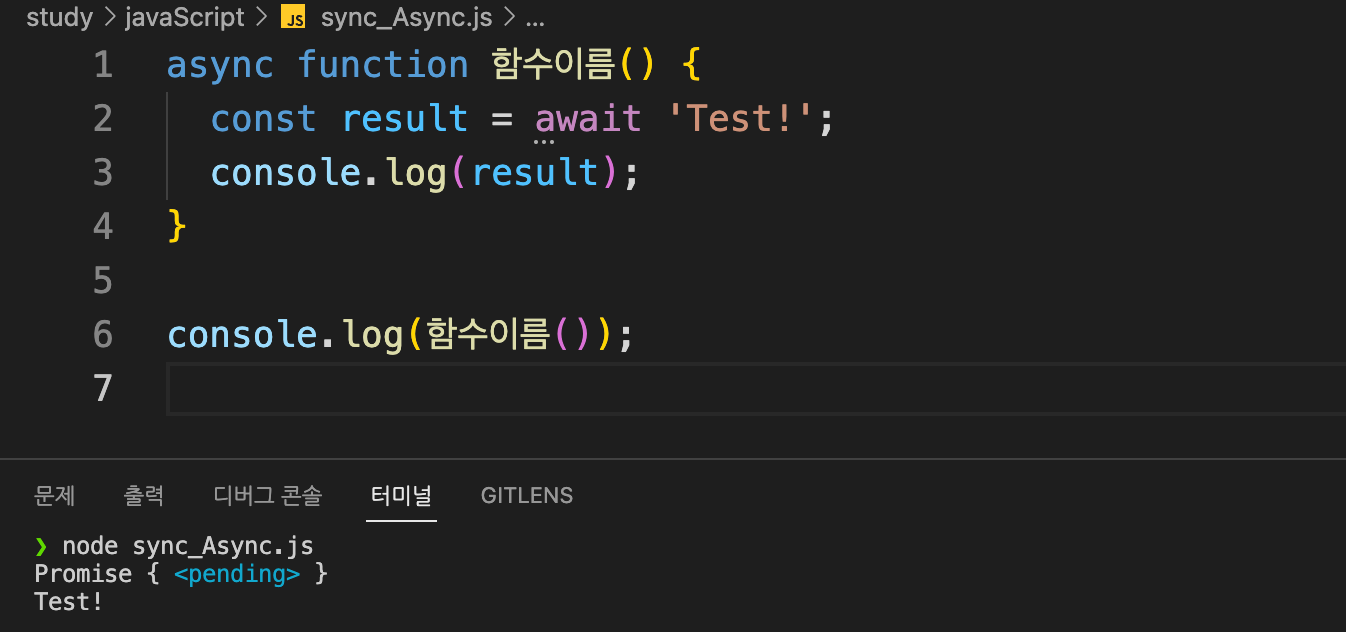 study > javaScript > JS sync_Async.js > ...
1 async function 함수이름() {
2 const result = await 'Test!';
3 console.log(result);
4 }
5
6 console.log(함수이름());
7
문제 출력 디버그 콘솔 터미널 GITLENS
❯ node sync_Async.js
Promise { <pending> }
Test!